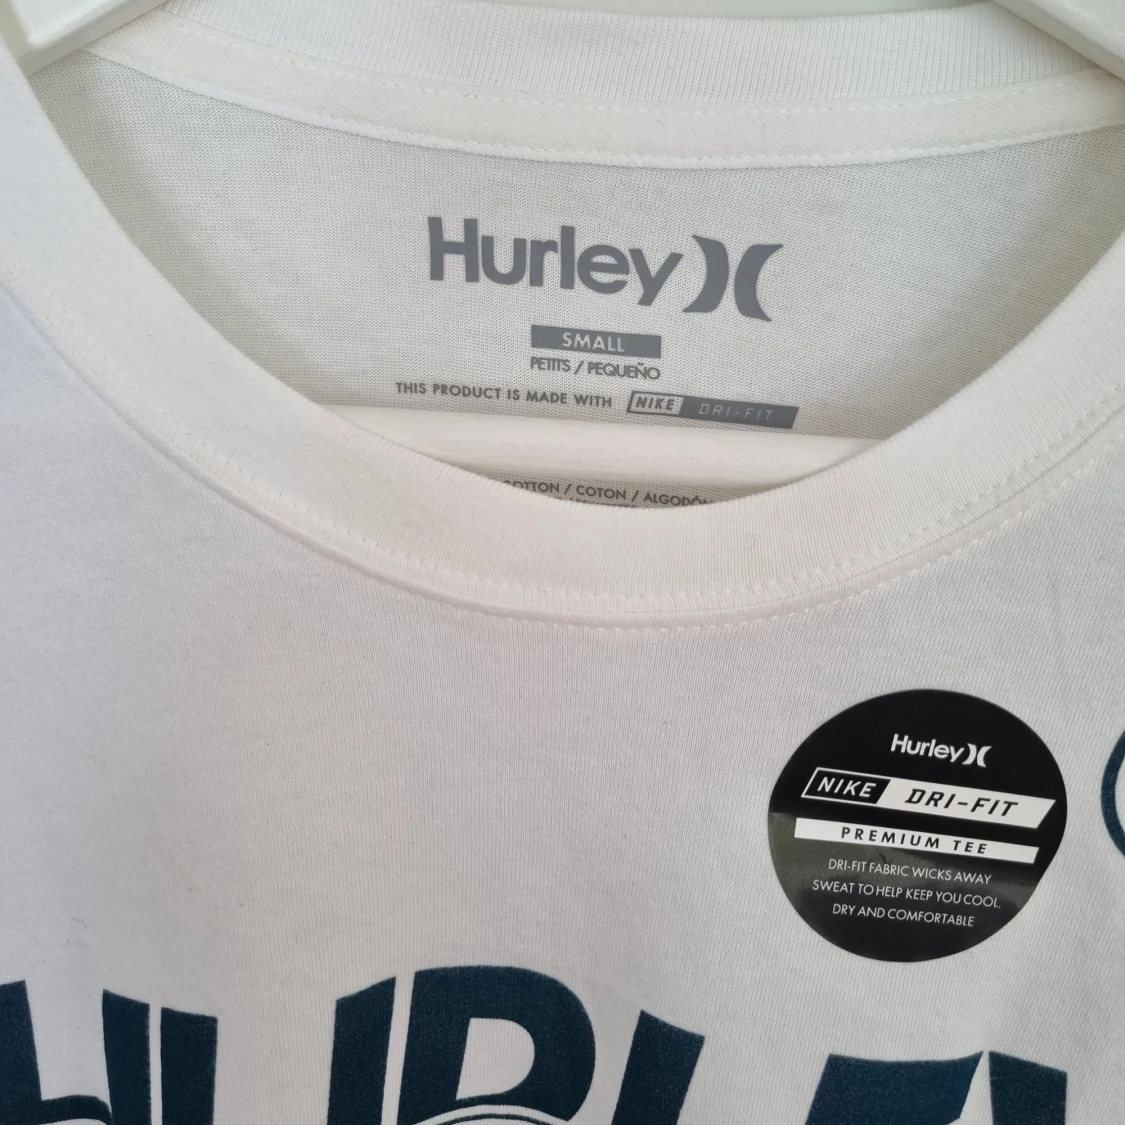 Hurley
SMALL
PETITS / PEQUEÑO
THIS PRODUCT IS MADE WITH NIKE DRI-FIT
COTTON / COTON / ALGODÓN
Hurley
NIKE DRI-FIT
PREMIUM TEE
DRI-FIT FABRIC WICKS AWAY
SWEAT TO HELP KEEP YOU COOL,
DRY AND COMFORTABLE
HURLEY